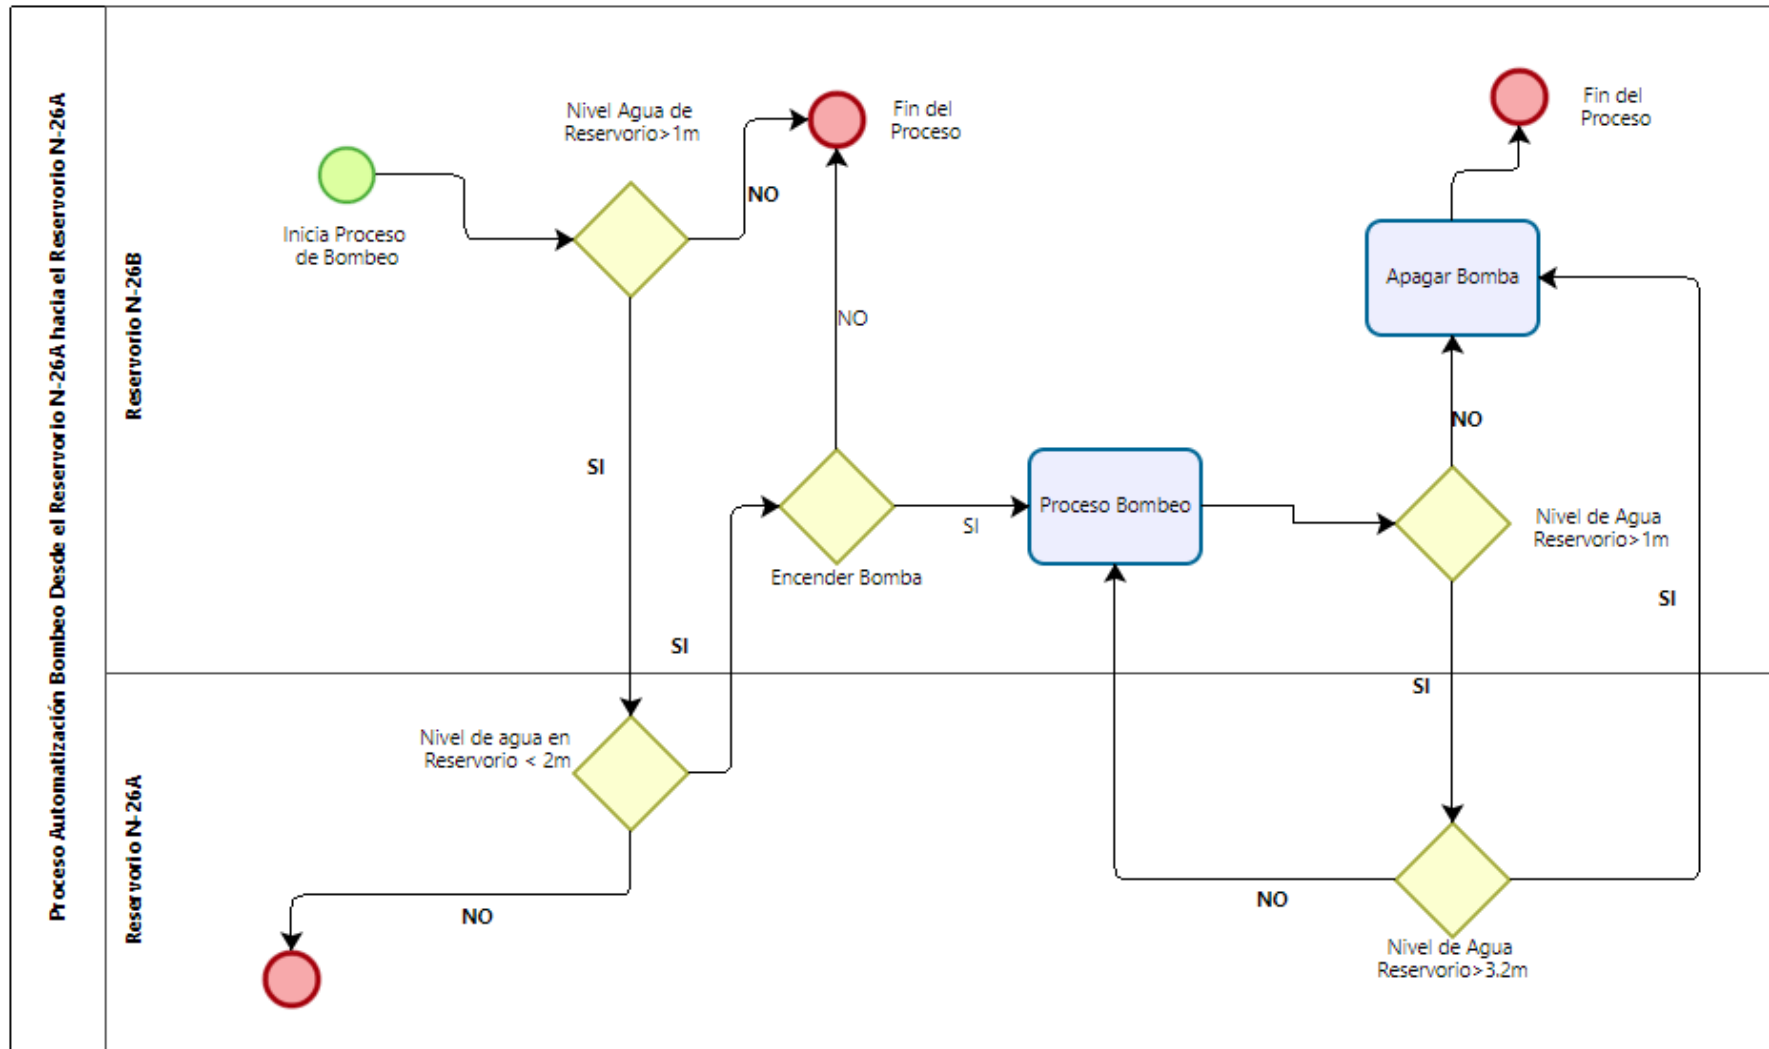 Proceso Automatización Bombeo Desde el Reservorio N-26A hacia el Reservorio N-26A
Reservorio N-26B
Inicia Proceso
de Bombeo
Nivel Agua de
Reservorio>1m
NO
Fin del
Proceso
NO
SI
Encender Bomba
SI
Proceso Bombeo
Nivel de Agua
Reservorio>1m
NO
Apagar Bomba
Fin del
Proceso
SI
SI
SI
Reservorio N-26A
Nivel de agua en
Reservorio < 2m
NO
NO
Nivel de Agua
Reservorio>3.2m